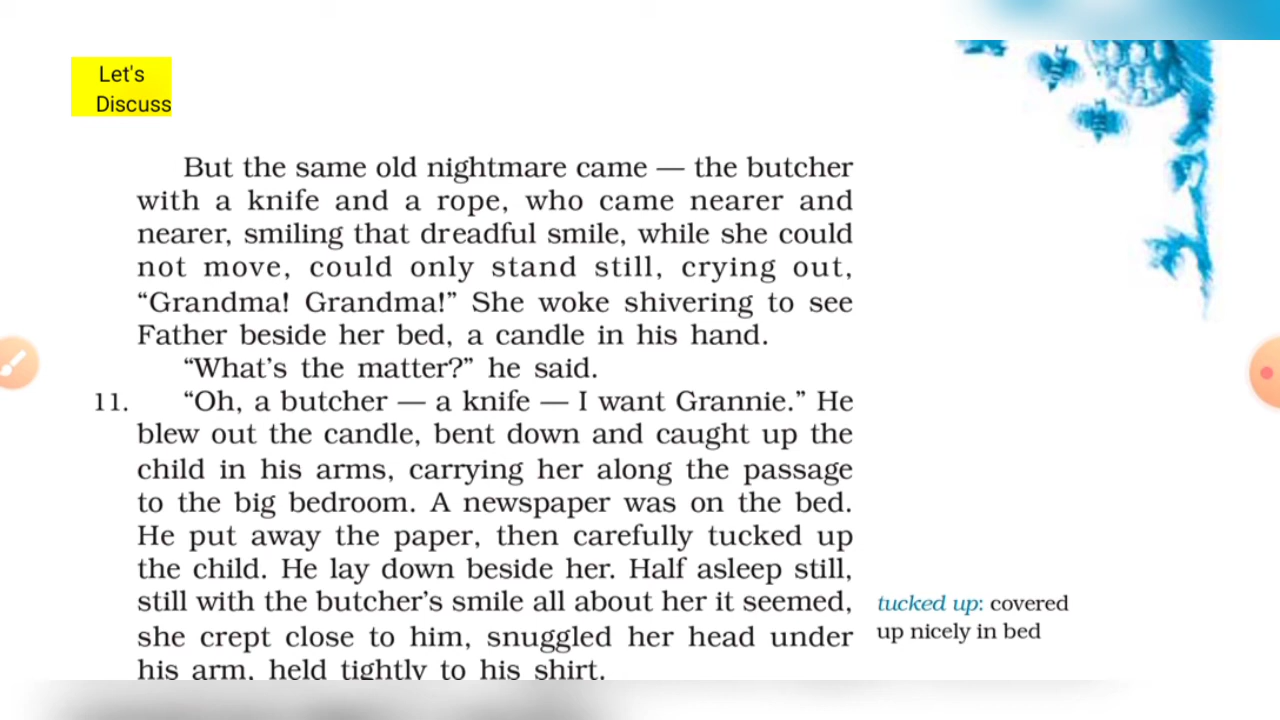 Let's
Discuss
But the same old nightmare came — the butcher
with a knife and a rope, who came nearer and
nearer, smiling that dreadful smile, while she could
not move, could only stand still, crying out,
“Grandma! Grandma!” She woke shivering to see
Father beside her bed, a candle in his hand.
“What’s the matter?” he said.
11. “Oh, a butcher — a knife — I want Grannie.” He
blew out the candle, bent down and caught up the
child in his arms, carrying her along the passage
to the big bedroom. A newspaper was on the bed.
He put away the paper, then carefully tucked up
the child. He lay down beside her. Half asleep still,
still with the butcher’s smile all about her it seemed,
she crept close to him, snuggled her head under
his arm, held tightly to his shirt.
tucked up: covered
up nicely in bed